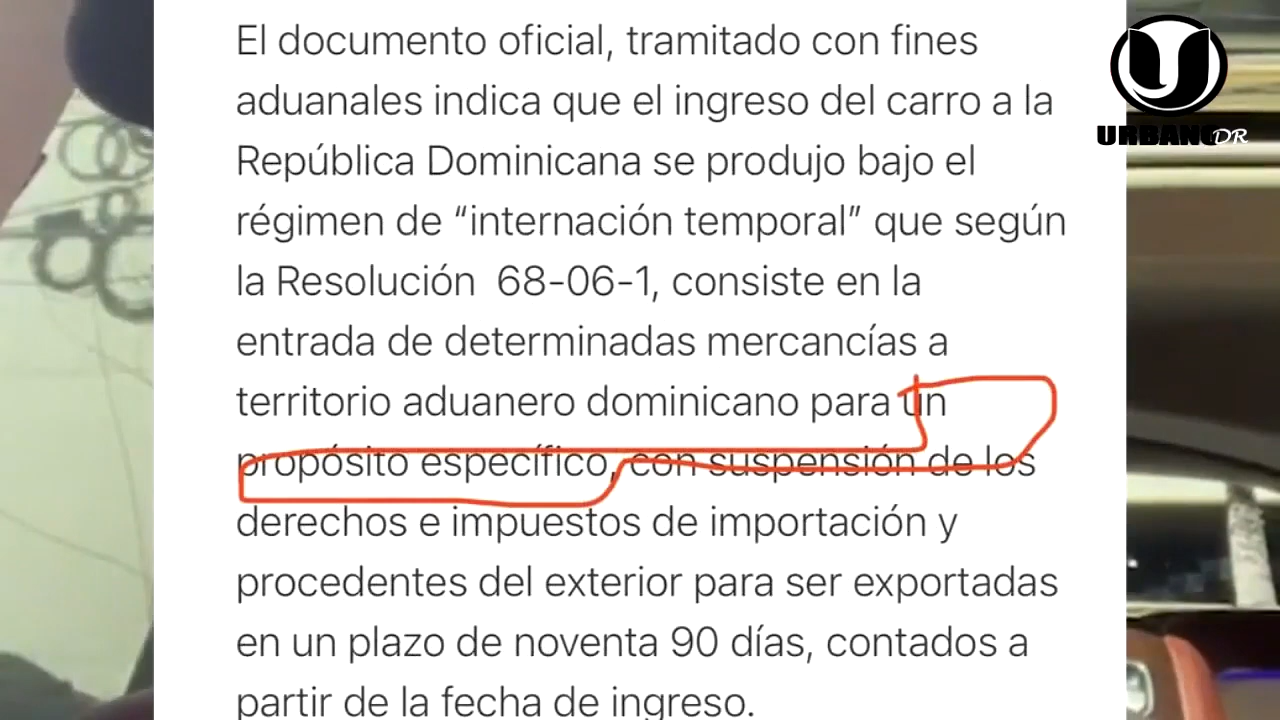 El documento oficial, tramitado con fines
aduanales indica que el ingreso del carro a la
República Dominicana se produjo bajo el
régimen de “internación temporal” que según
la Resolución 68-06-1, consiste en la
entrada de determinadas mercancías a
territorio aduanero dominicano para un
propósito específico, con suspensión de los
derechos e impuestos de importación y
procedentes del exterior para ser exportadas
en un plazo de noventa 90 días, contados a
partir de la fecha de ingreso.
URBANO DR